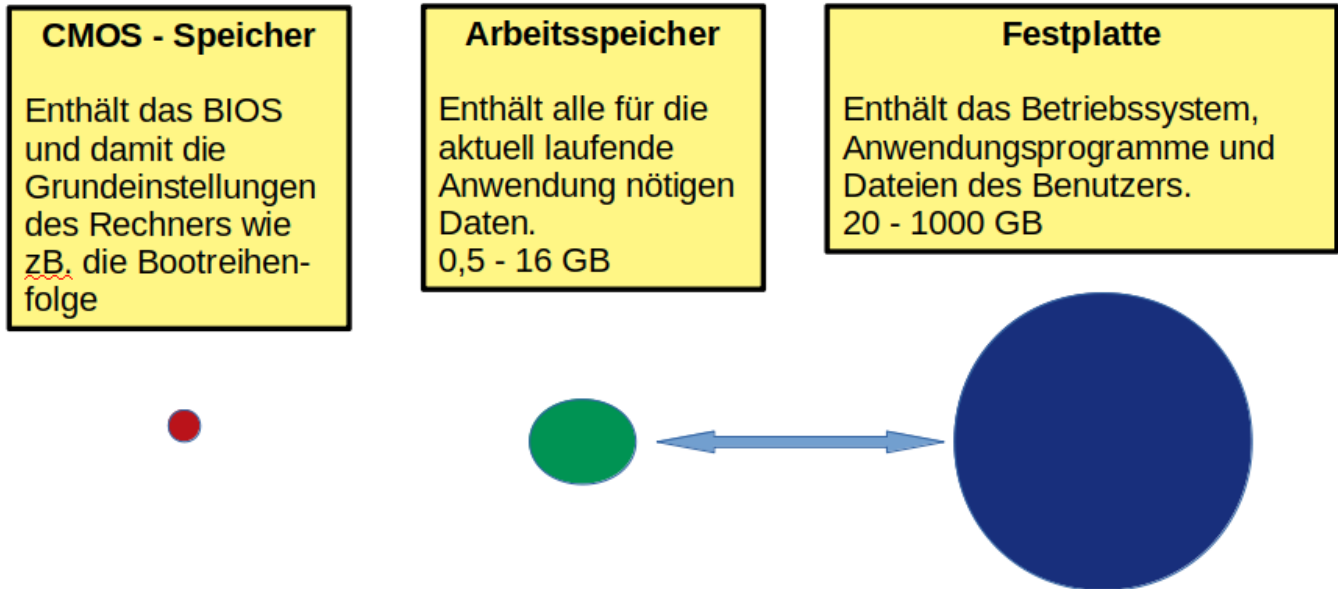 CMOS - Speicher
Enthält das BIOS
und damit die
Grundeinstellungen
des Rechners wie
zB. die Bootreihen-
folge
Arbeitsspeicher
Enthält alle für die
aktuell laufende
Anwendung nötigen
Daten.
0,5 - 16 GB
Festplatte
Enthält das Betriebssystem,
Anwendungsprogramme und
Dateien des Benutzers.
20 - 1000 GB